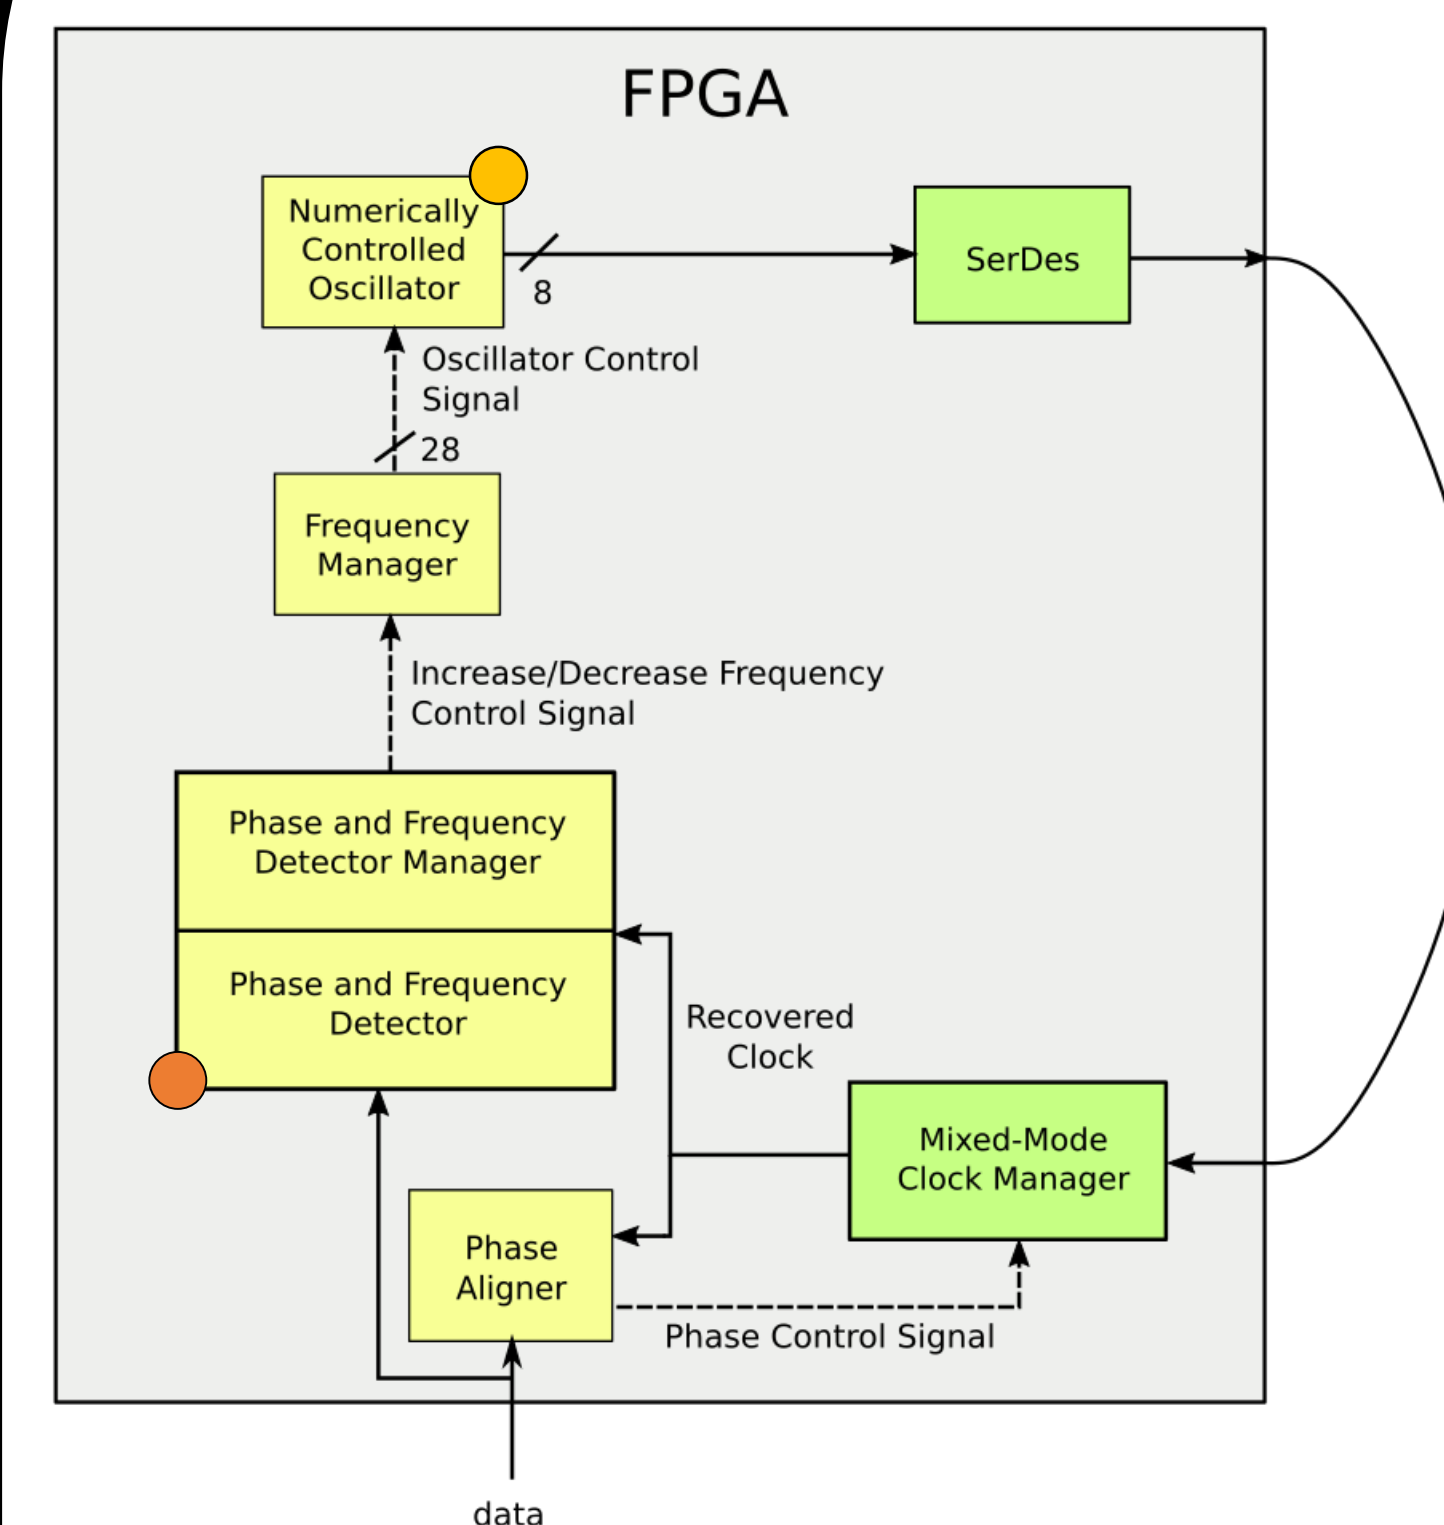 FPGA
Numerically
Controlled
Oscillator
8
SerDes
Oscillator Control
Signal
28
Frequency
Manager
Increase/Decrease Frequency
Control Signal
Phase and Frequency
Detector Manager
Phase and Frequency
Detector
Recovered
Clock
Mixed-Mode
Clock Manager
Phase
Aligner
Phase Control Signal
data